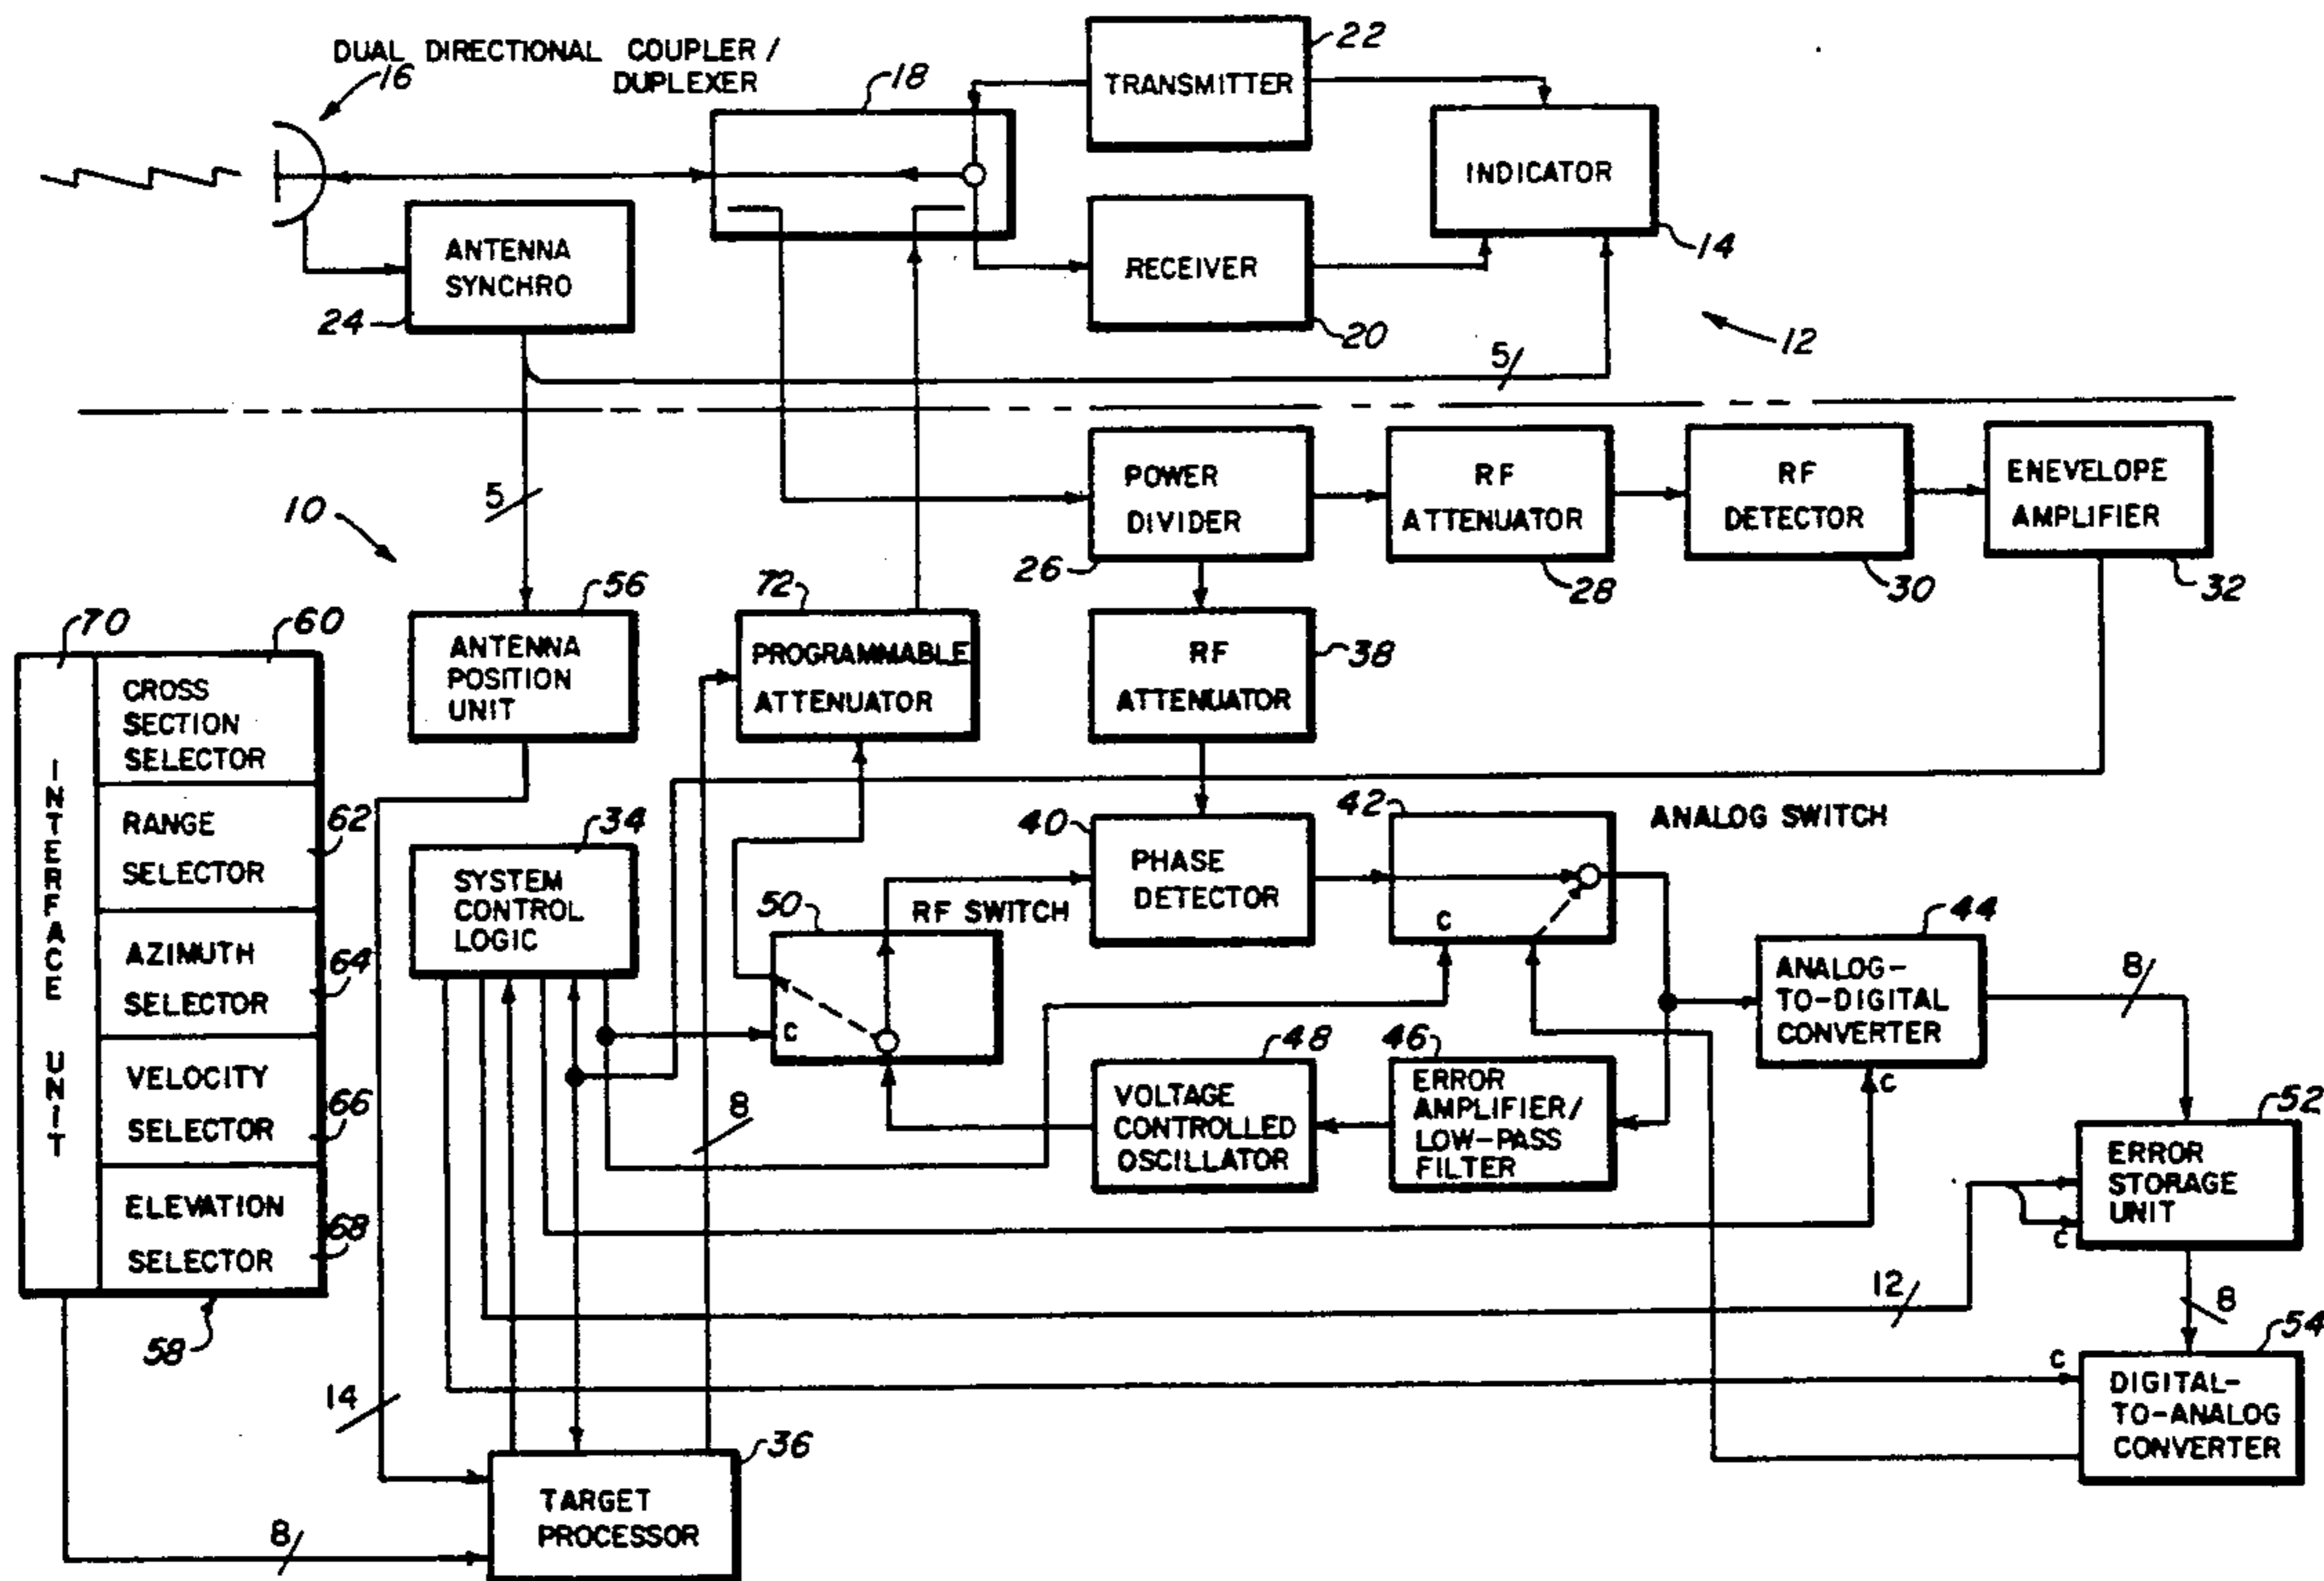 DUAL DIRECTIONAL COUPLER /
DUPLEXER
16
18
22
TRANSMITTER
INDICATOR
14
ANTENNA
SYNCHRO
24
RECEIVER
20
12
5
5
10
POWER
DIVIDER
26
RF
ATTENUATOR
28
RF
DETECTOR
30
ENEVELOPE
AMPLIFIER
32
70
60
56
72
ANTENNA
POSITION
UNIT
PROGRAMMABLE
ATTENUATOR
RF
ATTENUATOR
38
INTERFACE UNIT
CROSS
SECTION
SELECTOR
RANGE
SELECTOR
62
AZIMUTH
SELECTOR
64
VELOCITY
SELECTOR
66
ELEVATION
SELECTOR
68
58
34
SYSTEM
CONTROL
LOGIC
50
RF SWITCH
C
40
PHASE
DETECTOR
42
ANALOG SWITCH
C
44
ANALOG-
TO-DIGITAL
CONVERTER
C
8
48
VOLTAGE
CONTROLLED
OSCILLATOR
46
ERROR
AMPLIFIER/
LOW-PASS
FILTER
52
ERROR
STORAGE
UNIT
C
8
12
8
54
C
DIGITAL-
TO-ANALOG
CONVERTER
14
36
TARGET
PROCESSOR
8